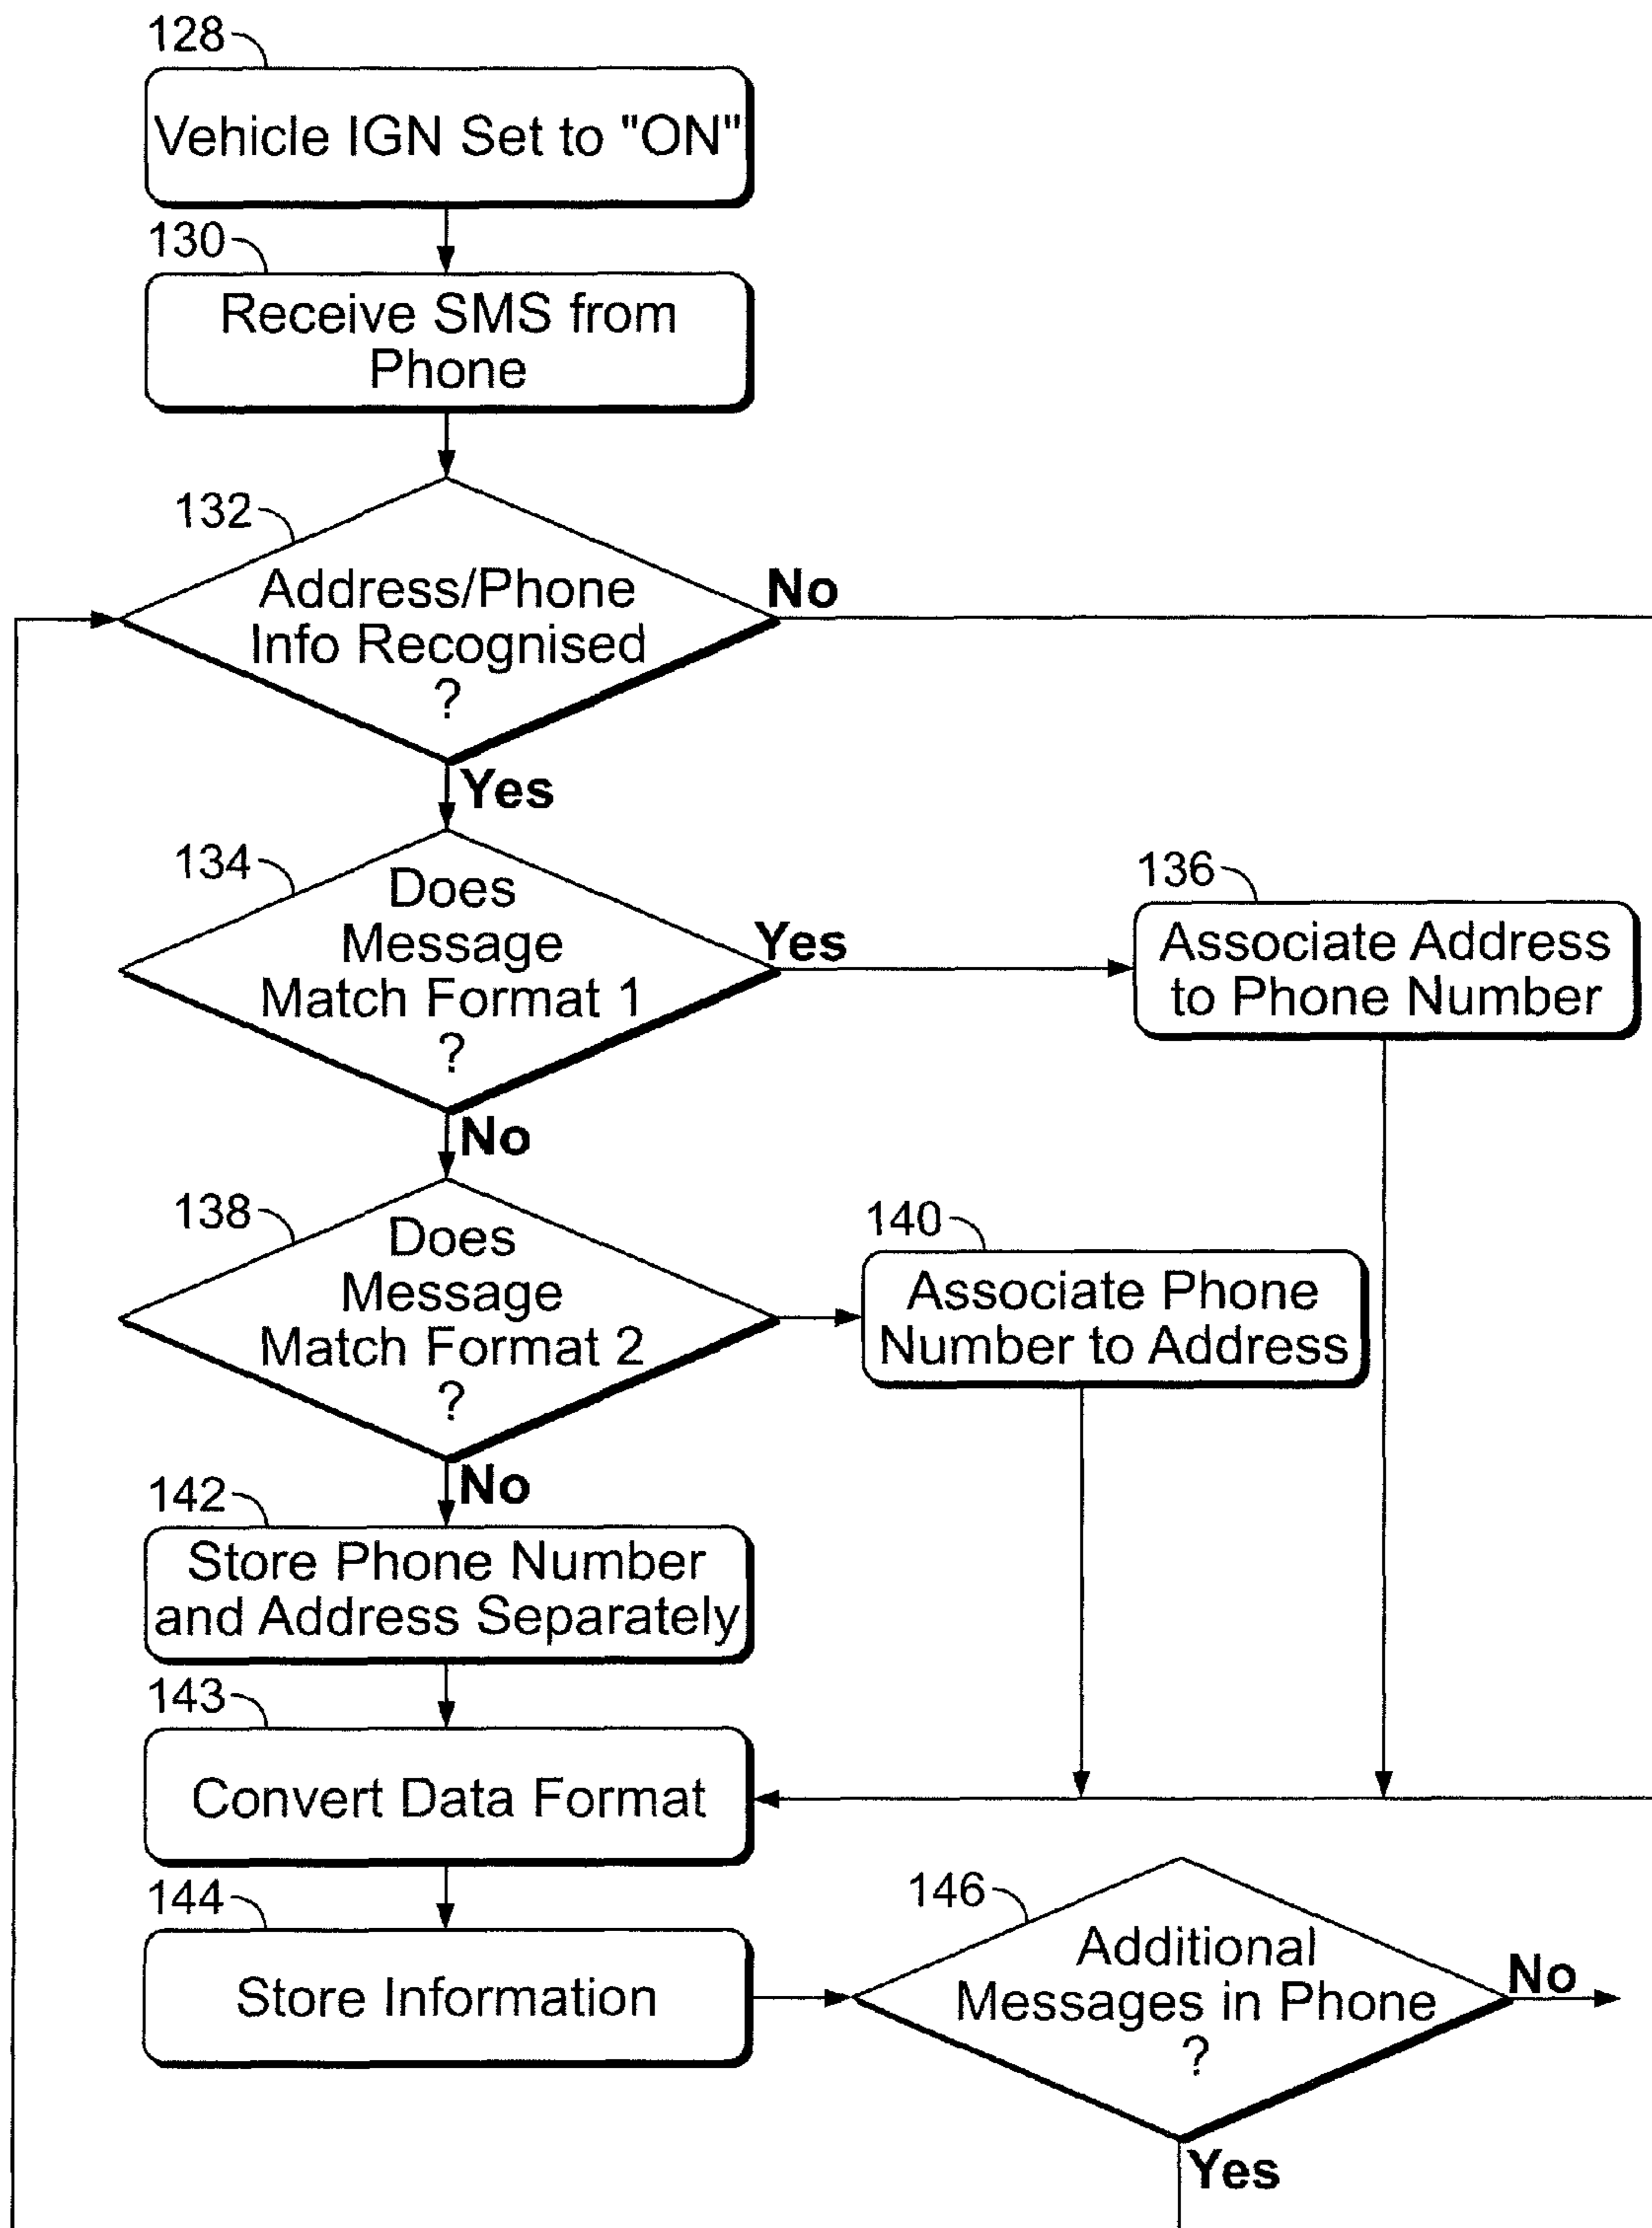 128
Vehicle IGN Set to "ON"
130
Receive SMS from
Phone
132
Address/Phone
Info Recognised
?
No
Yes
134
Does
Message
Match Format 1
?
Yes
136
Associate Address
to Phone Number
No
138
Does
Message
Match Format 2
?
140
Associate Phone
Number to Address
No
142
Store Phone Number
and Address Separately
143
Convert Data Format
144
Store Information
146
Additional
Messages in Phone
?
No
Yes